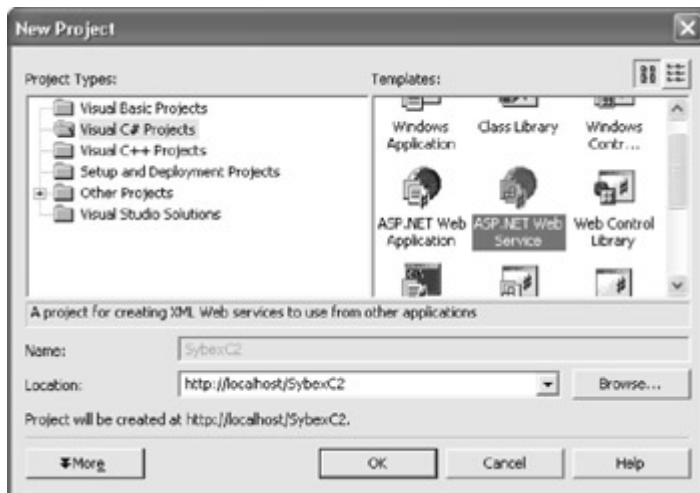 New Project
Project Types:
Templates:
Visual Basic Projects
Visual C# Projects
Visual C++ Projects
Setup and Deployment Projects
Other Projects
Visual Studio Solutions
Windows Application
Class Library
Windows Contr...
ASP.NET Web Application
ASP.NET Web Service
Web Control Library
A project for creating XML Web services to use from other applications
Name:
SybexC2
Location:
http://localhost/SybexC2
Browse...
Project will be created at http://localhost/SybexC2.
More
OK
Cancel
Help